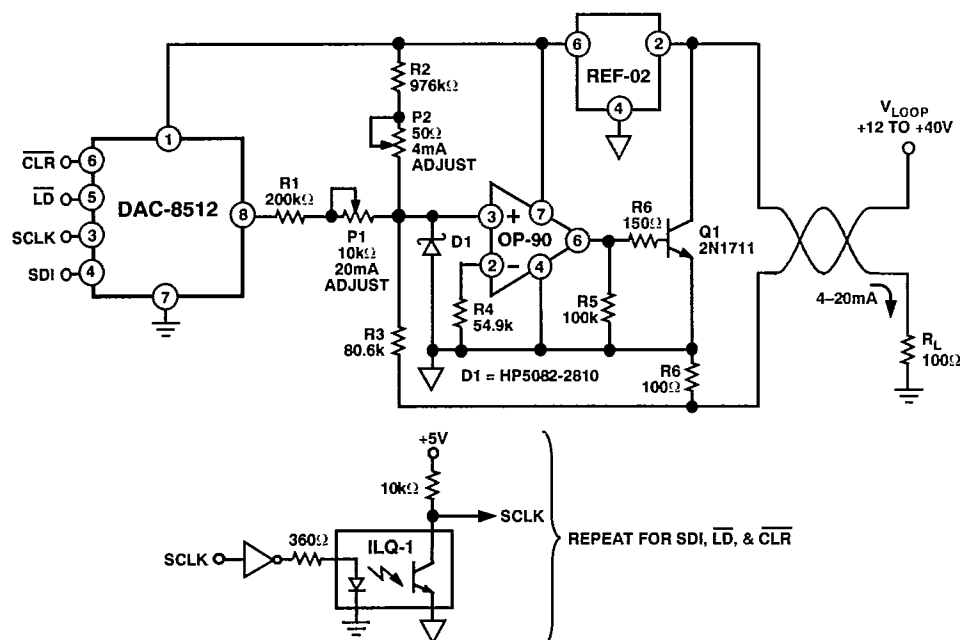 6
2
REF-02
4
R2
976kΩ
P2
50Ω
4mA
ADJUST
VLOOP
+12 TO +40V
1
CLR
6
LD
5
SCLK
3
SDI
4
DAC-8512
8
7
R1
200kΩ
P1
10kΩ
20mA
ADJUST
D1
3
+
7
OP-90
6
2
–
4
R6
150Ω
Q1
2N1711
R4
54.9k
R5
100k
R3
80.6k
D1 = HP5082-2810
R6
100Ω
4–20mA
RL
100Ω
+5V
10kΩ
SCLK
360Ω
ILQ-1
SCLK
REPEAT FOR SDI, LD, & CLR